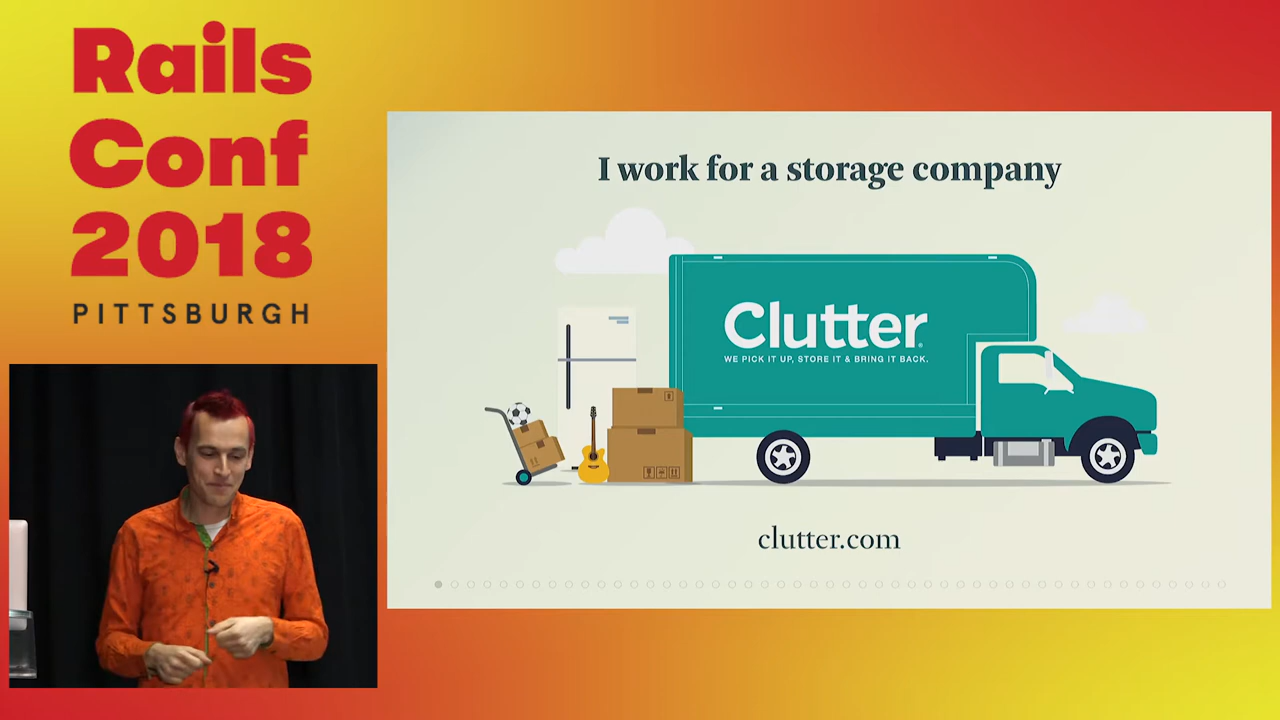 Rails
Conf
2018
PITTSBURGH
I work for a storage company
Clutter
WE PICK IT UP, STORE IT & BRING IT BACK.
clutter.com